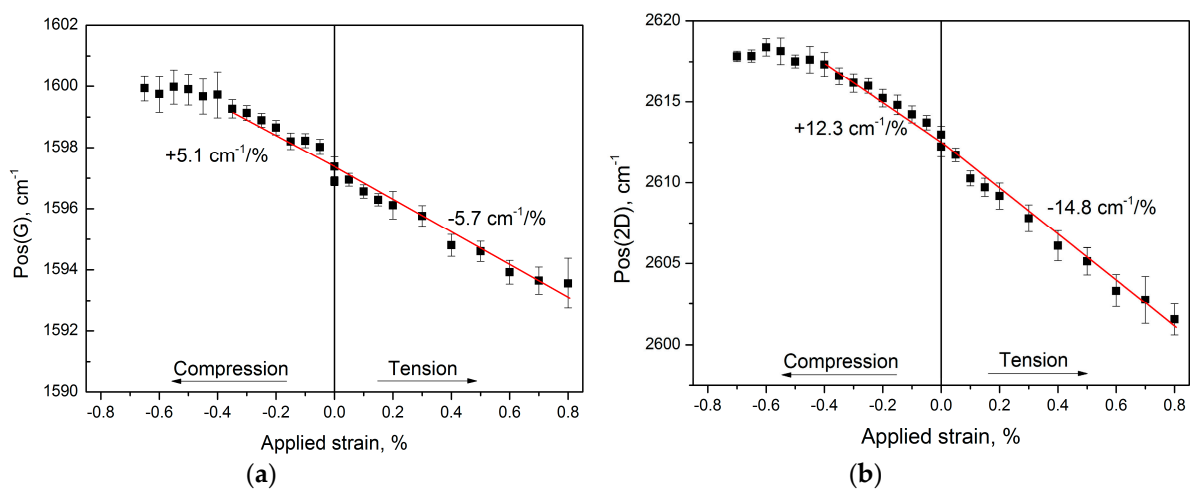 1602
1600
1598
1596
1594
1592
1590
Pos(G), cm⁻¹
+5.1 cm⁻¹/%
-5.7 cm⁻¹/%
Compression
Tension
-0.8 -0.6 -0.4 -0.2 0.0 0.2 0.4 0.6 0.8
Applied strain, %
(a)
2620
2615
2610
2605
2600
Pos(2D), cm⁻¹
+12.3 cm⁻¹/%
-14.8 cm⁻¹/%
Compression
Tension
-0.8 -0.6 -0.4 -0.2 0.0 0.2 0.4 0.6 0.8
Applied strain, %
(b)